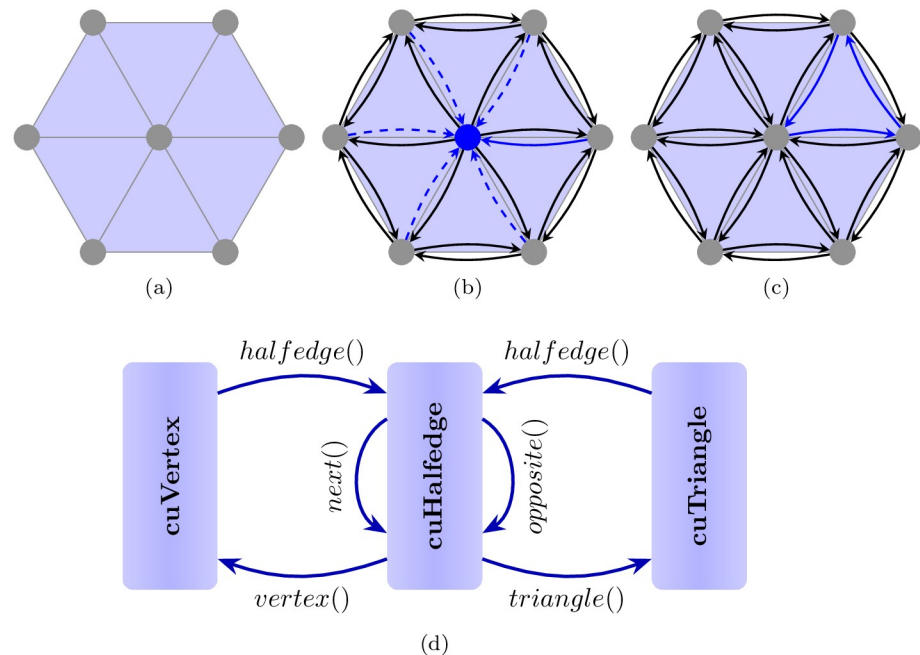 (a)
(b)
(c)
halfedge()
halfedge()
cuVertex
next()
cuHalfedge
opposite()
cuTriangle
vertex()
triangle()
(d)